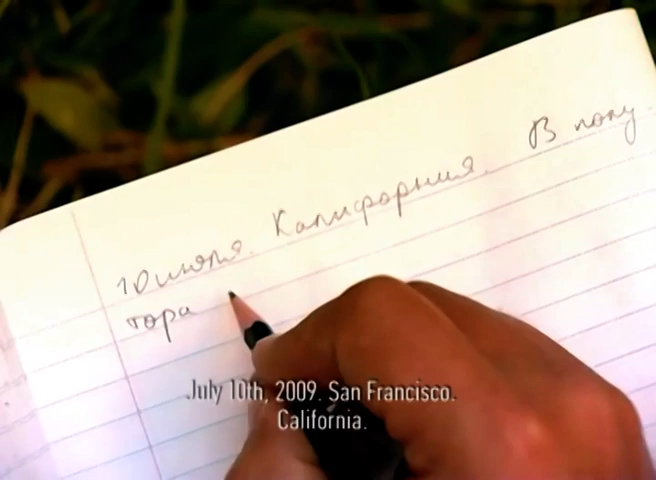 10 июля. Калифорния. В полу
тора
July 10th, 2009. San Francisco.
California.